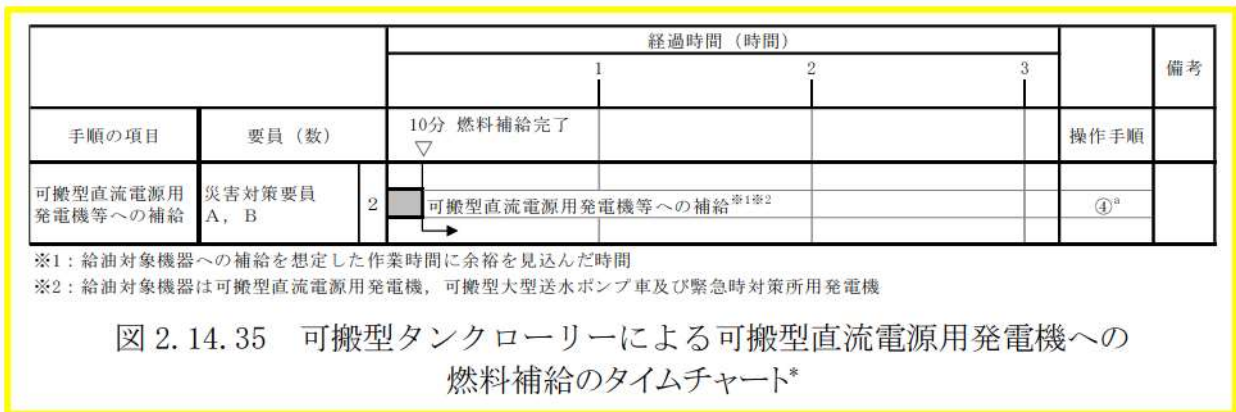 経過時間（時間）
1 2 3
備考
手順の項目 要員（数） 10分 燃料補給完了 操作手順
▽
可搬型直流電源用 災害対策要員
発電機等への補給 A，B
2 可搬型直流電源用発電機等への補給※1※2 ④a
※1：給油対象機器への補給を想定した作業時間に余裕を見込んだ時間
※2：給油対象機器は可搬型直流電源用発電機，可搬型大型送水ポンプ車及び緊急時対策所用発電機
図 2.14.35 可搬型タンクローリーによる可搬型直流電源用発電機への
燃料補給のタイムチャート*